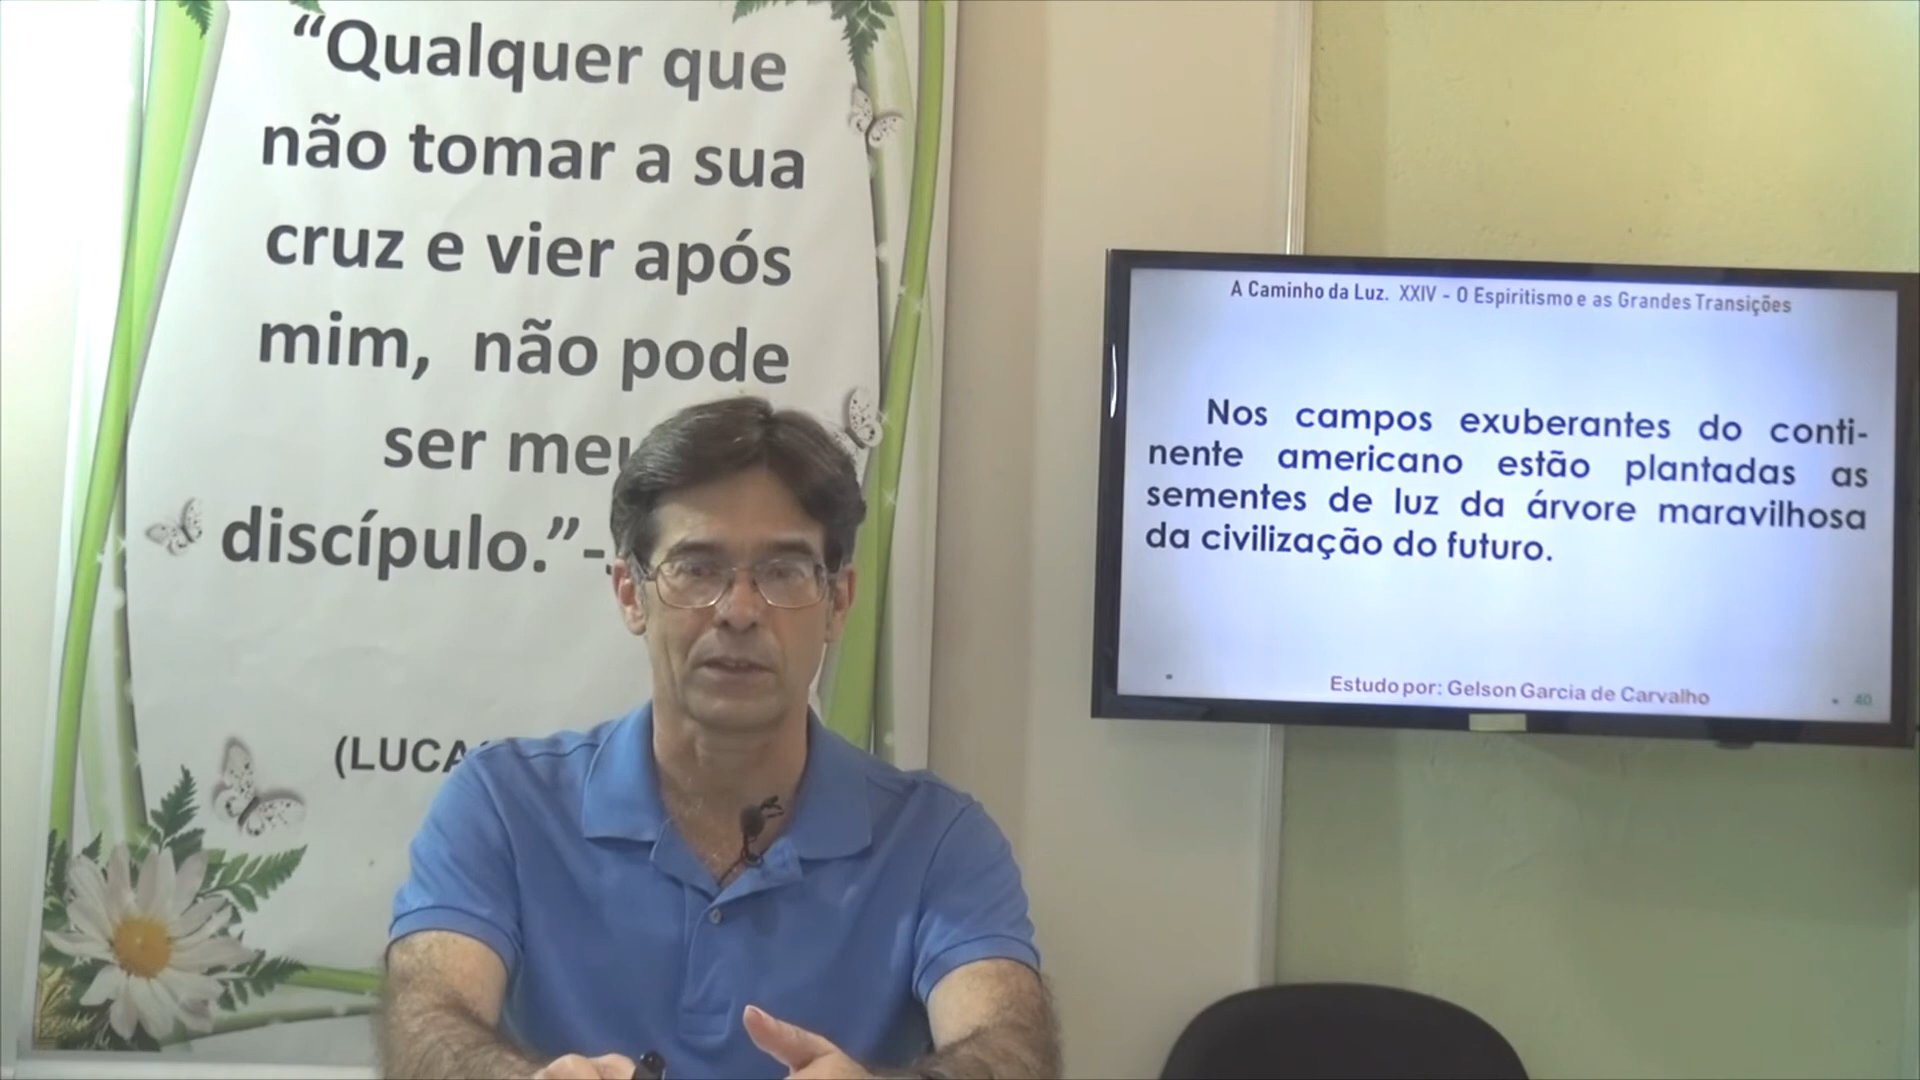 “Qualquer que
não tomar a sua
cruz e vier após
mim, não pode
ser meu
discípulo.”-
(LUCAS
A Caminho da Luz. XXIV - O Espiritismo e as Grandes Transições
Nos campos exuberantes do conti-
nente americano estão plantadas as
sementes de luz da árvore maravilhosa
da civilização do futuro.
Estudo por: Gelson Garcia de Carvalho
40